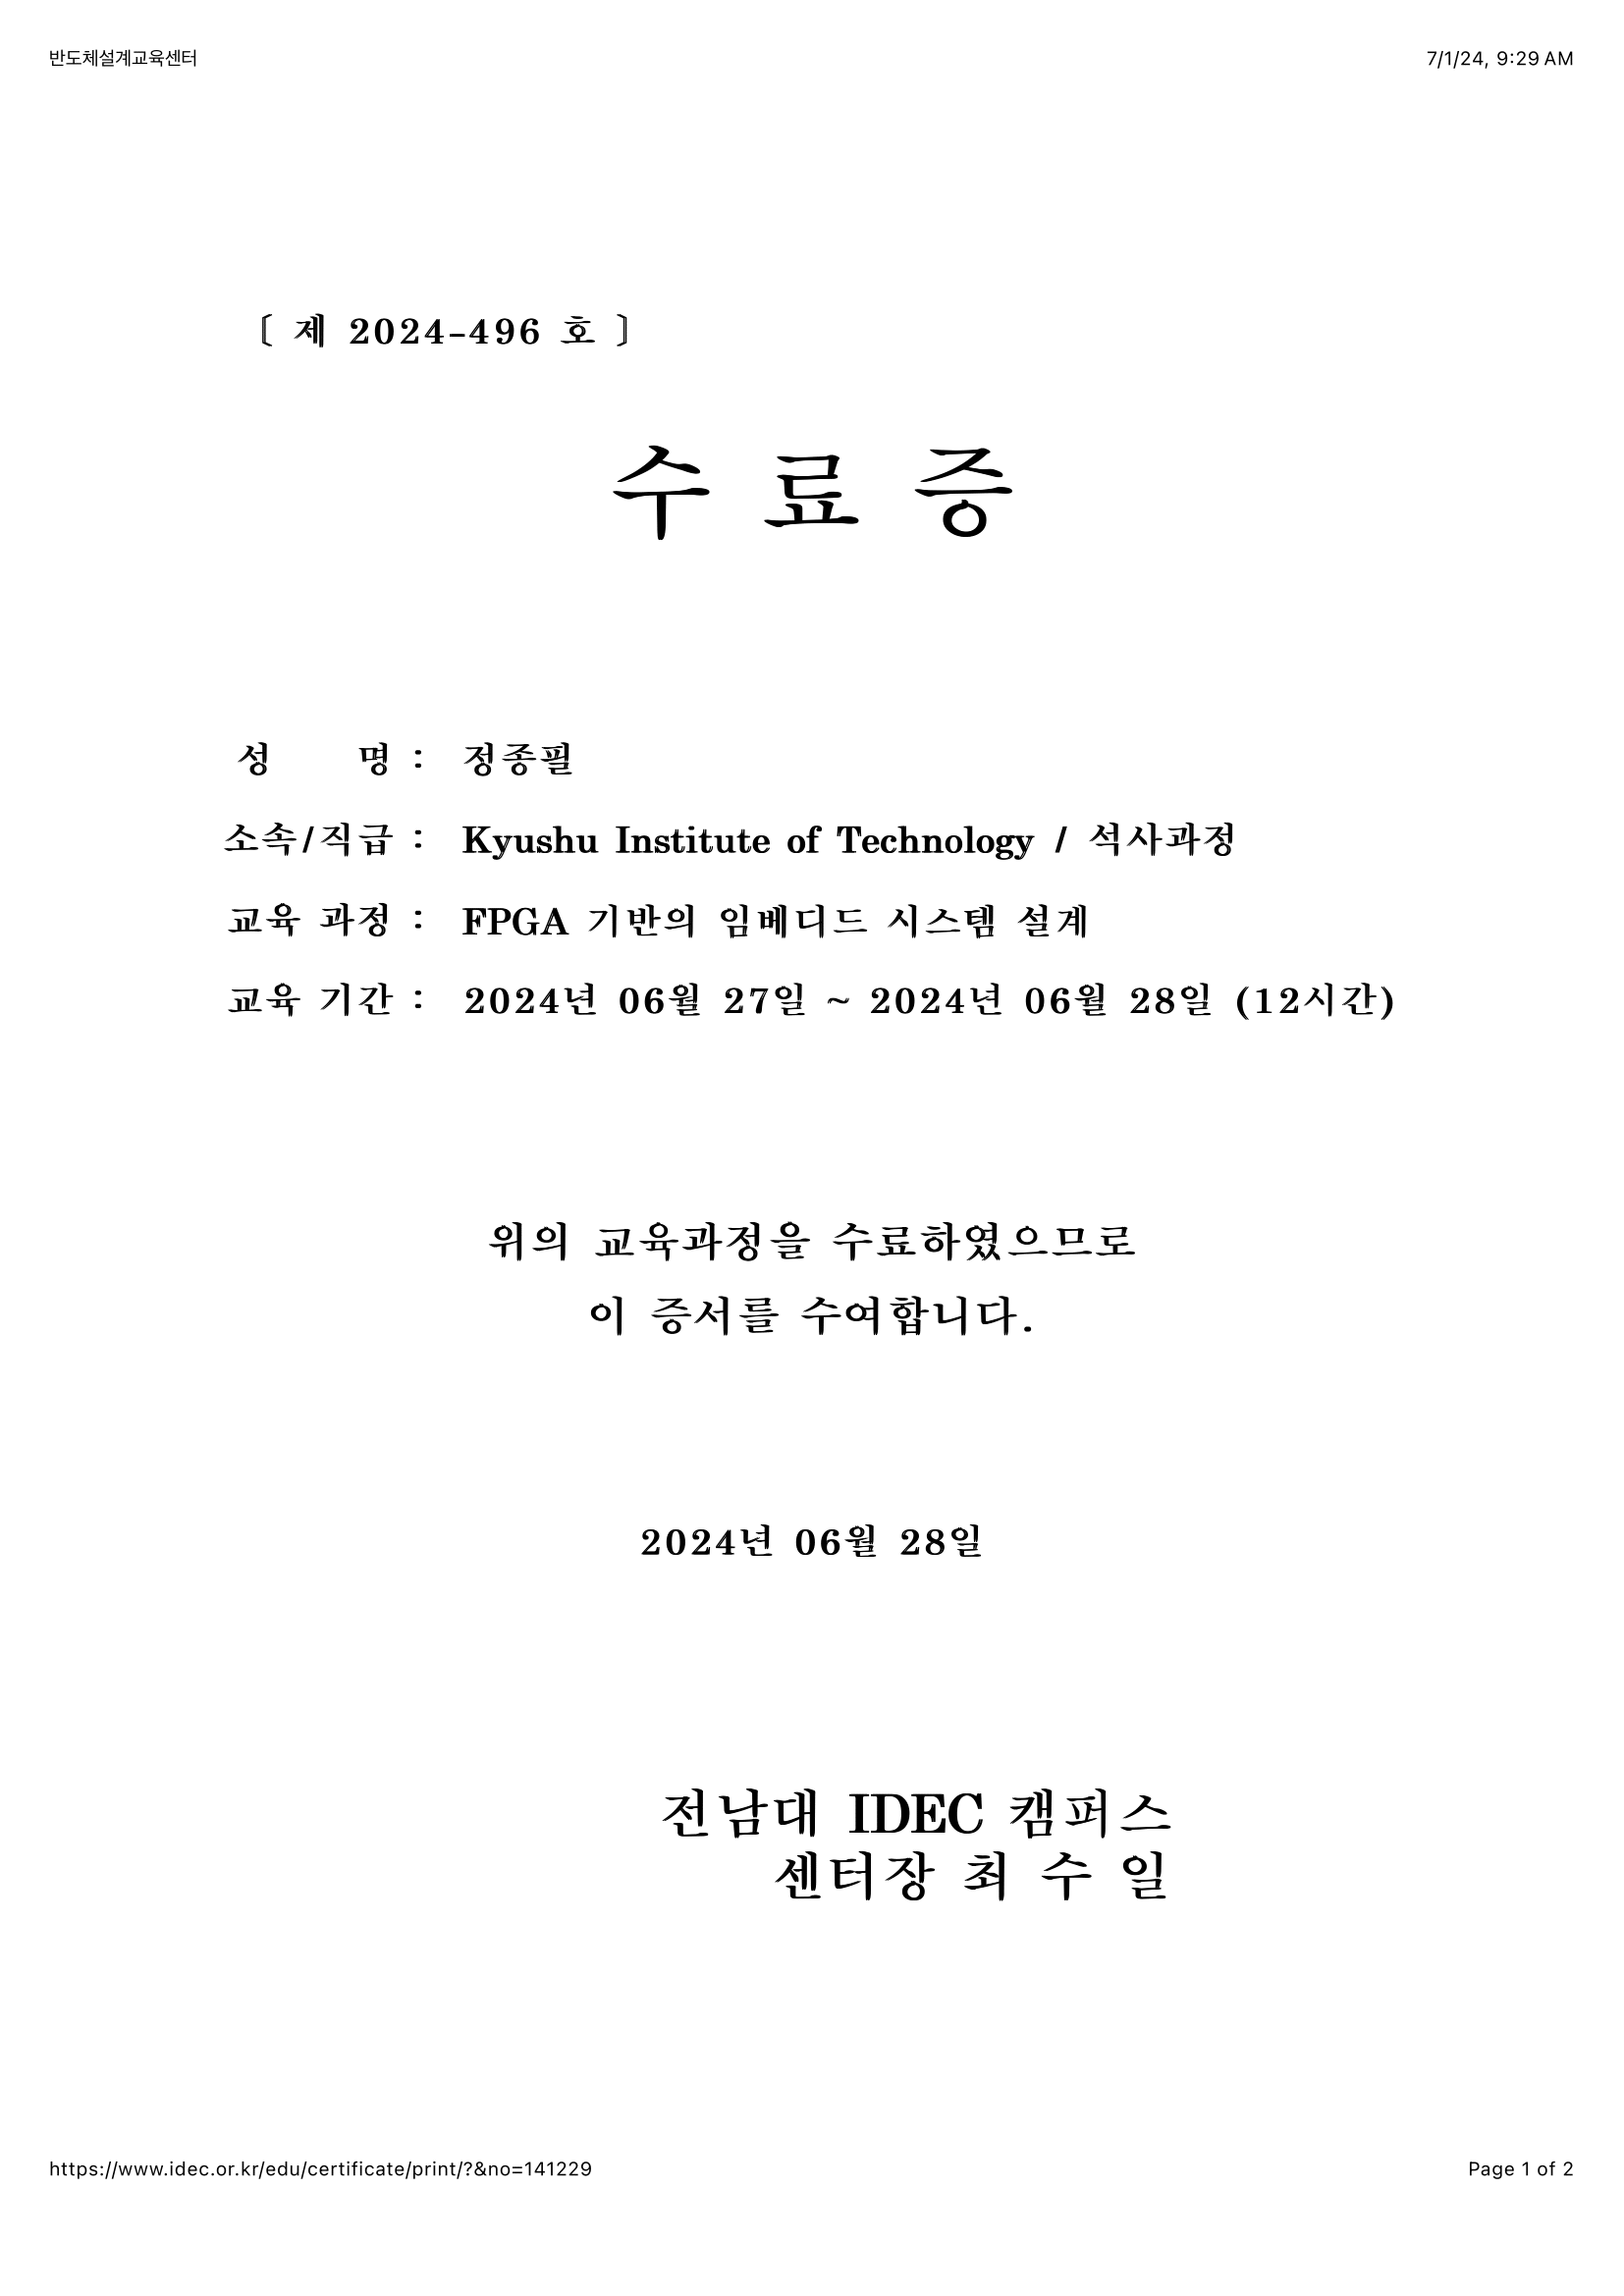 반도체설계교육센터
7/1/24, 9:29 AM
〔 제 2024-496 호 〕
수 료 증
성 명 : 정종필
소속/직급 : Kyushu Institute of Technology / 석사과정
교육 과정 : FPGA 기반의 임베디드 시스템 설계
교육 기간 : 2024년 06월 27일 ~ 2024년 06월 28일 (12시간)
위의 교육과정을 수료하였으므로
이 증서를 수여합니다.
2024년 06월 28일
전남대 IDEC 캠퍼스
센터장 최 수 일
https://www.idec.or.kr/edu/certificate/print/?&no=141229
Page 1 of 2